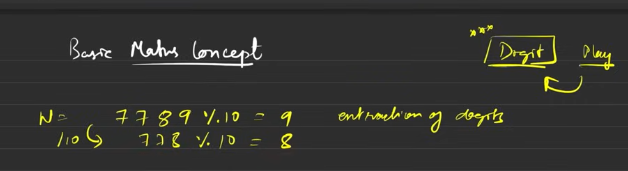 ***
Basic Maths Concept Digit Play
N = 7789 % 10 = 9 extraction of digits
/10 778 % 10 = 8